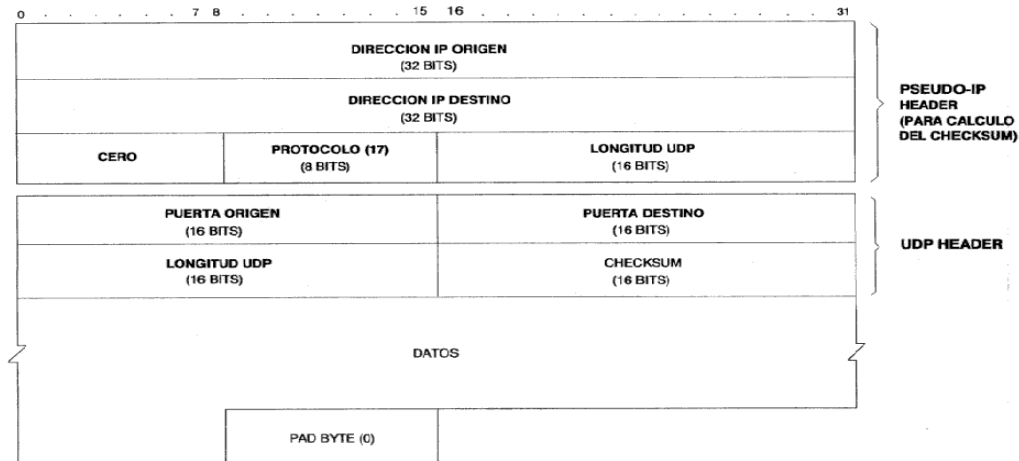 0 7 8 15 16 31
DIRECCION IP ORIGEN
(32 BITS)
DIRECCION IP DESTINO
(32 BITS)
CERO
PROTOCOLO (17)
(8 BITS)
LONGITUD UDP
(16 BITS)
PSEUDO-IP
HEADER
(PARA CALCULO
DEL CHECKSUM)
PUERTA ORIGEN
(16 BITS)
PUERTA DESTINO
(16 BITS)
LONGITUD UDP
(16 BITS)
CHECKSUM
(16 BITS)
UDP HEADER
DATOS
PAD BYTE (0)